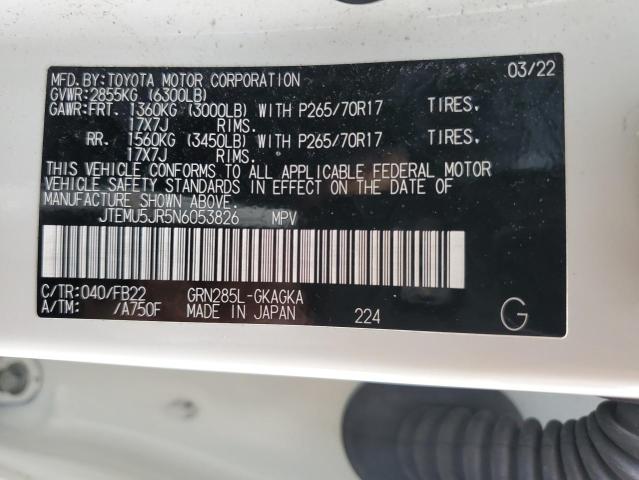 MFD.BY:TOYOTA MOTOR CORPORATION 03/22
GVWR:2855KG (6300LB)
GAWR:FRT. 1360KG (3000LB) WITH P265/70R17 TIRES,
17X7J RIMS.
RR. 1560KG (3450LB) WITH P265/70R17 TIRES,
17X7J RIMS.
THIS VEHICLE CONFORMS TO ALL APPLICABLE FEDERAL MOTOR
VEHICLE SAFETY STANDARDS IN EFFECT ON THE DATE OF
MANUFACTURE SHOWN ABOVE.
JTEMU5JR5N6053826 MPV
C/TR:040/FB22 GRN285L-GKAGKA
A/TM: /A750F MADE IN JAPAN 224 G